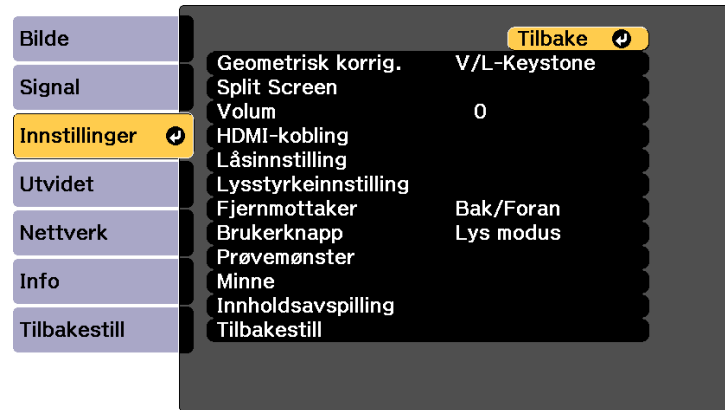 Bilde
Signal
Innstillinger
Utvidet
Nettverk
Info
Tilbakestill
Tilbake
Geometrisk korrig. V/L-Keystone
Split Screen
Volum 0
HDMI-kobling
Låsinnstilling
Lysstyrkeinnstilling
Fjernmottaker Bak/Foran
Brukerknapp Lys modus
Prøvemønster
Minne
Innholdsavspilling
Tilbakestill